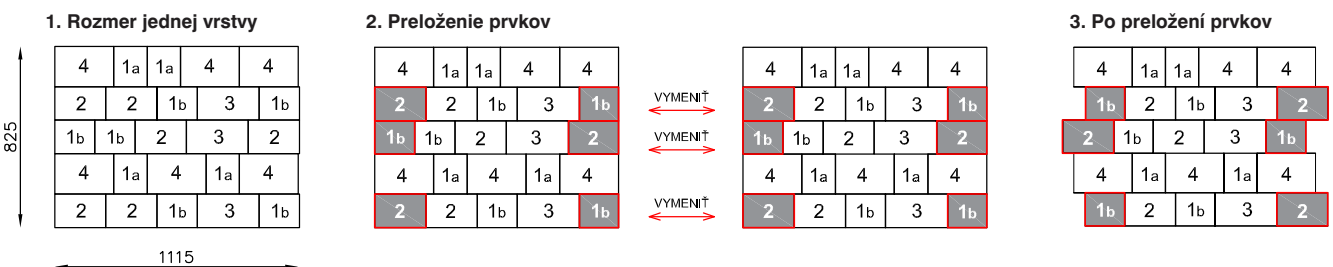 1. Rozmer jednej vrstvy
825
4 1a 1a 4 4
2 2 1b 3 1b
1b 1b 2 3 2
4 1a 4 1a 4
2 2 1b 3 1b
1115
2. Preloženie prvkov
4 1a 1a 4 4
2 2 1b 3 1b
1b 1b 2 3 2
4 1a 4 1a 4
2 2 1b 3 1b
VYMENIŤ
VYMENIŤ
VYMENIŤ
4 1a 1a 4 4
2 2 1b 3 1b
1b 1b 2 3 2
4 1a 4 1a 4
2 2 1b 3 1b
3. Po preložení prvkov
4 1a 1a 4 4
1b 2 1b 3 2
2 1b 2 3 1b
4 1a 4 1a 4
1b 2 1b 3 2